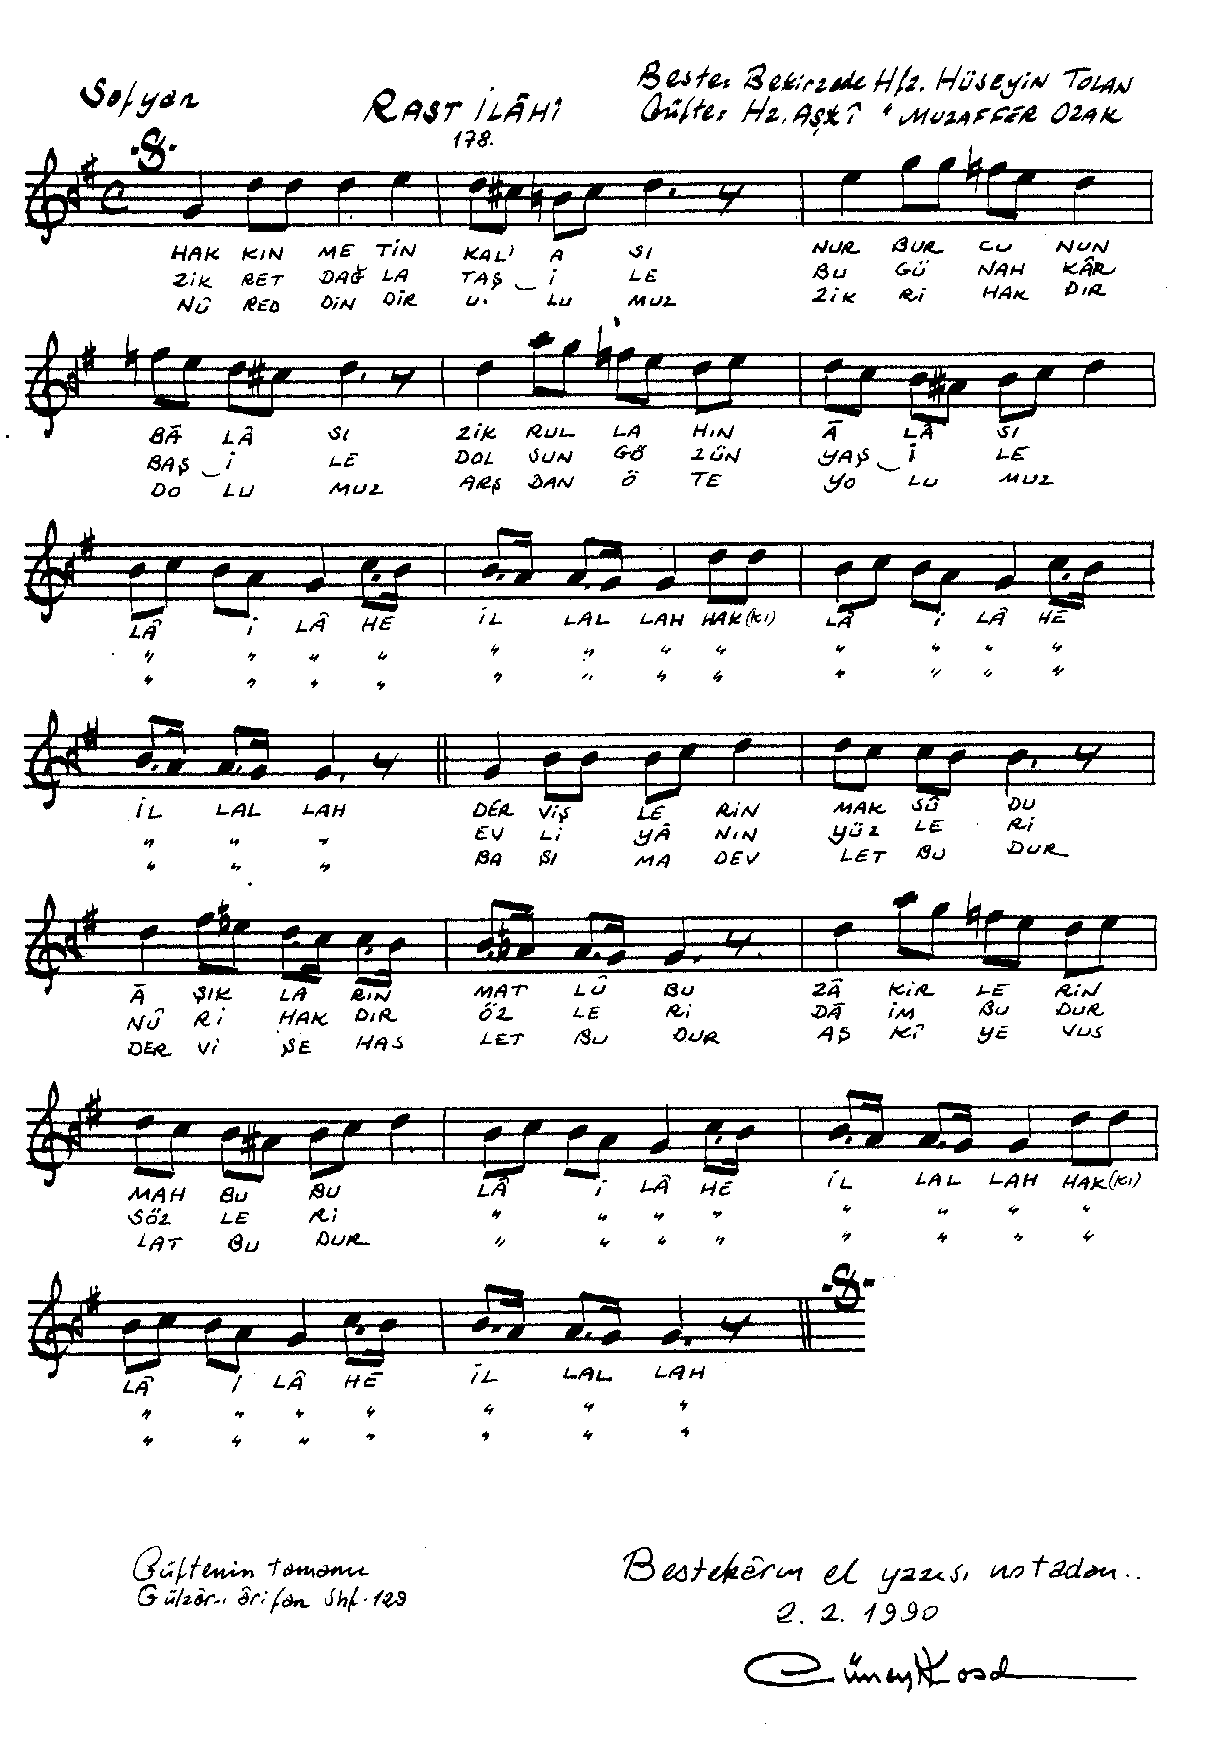 Sofyan
RAST İLÂHİ
Beste: Bekirzade Hfz. HÜSEYİN TOLAN
Güfte: Hz. AŞKÎ " MUZAFFER OZAK
178.
HAK KIN ME TİN KAL' A SI NUR BUR CU NUN
ZİK RET DAĞ LA TAŞ İ LE BU GÜ NAH KÂR
NÛ RED DİN DİR U LU MUZ ZİK Rİ HAK DIR
BÂ LÂ SI ZİK RUL LA HIN Â LÂ SI
BAŞ İ LE DOL SUN GÖ ZÜN YAŞ İ LE
DO LU MUZ ARŞ DAN Ö TE YO LU MUZ
LÂ İ LÂ HE İL LAL LAH HAK(KI) LÂ İ LÂ HE
" " " " " " " " " " " "
" " " " " " " " " " " "
İL LAL LAH DER VİŞ LE RİN MAK SÛ DU
" " " EV Lİ YÂ NIN YÜZ LE Rİ
" " " BA ŞI MA DEV LET BU DUR
Â ŞIK LA RIN MAT LÛ BU ZÂ KİR LE RİN
NÛ Rİ HAK DIR ÖZ LE Rİ DÂ İM BU DUR
DER Vİ ŞE HAS LET BU DUR AŞ KÎ YE VUS
MAH BU BU LÂ İ LÂ HE İL LAL LAH HAK(KI)
SÖZ LE Rİ " " " " " " " "
LAT BU DUR " " " " " " " "
LÂ İ LÂ HE İL LAL LAH
" " " " " " "
" " " " " " "
Güftenin tamamı
Gülzâr-ı ârifan Shf. 129
Bestekârın el yazısı notadan..
2. 2. 1990